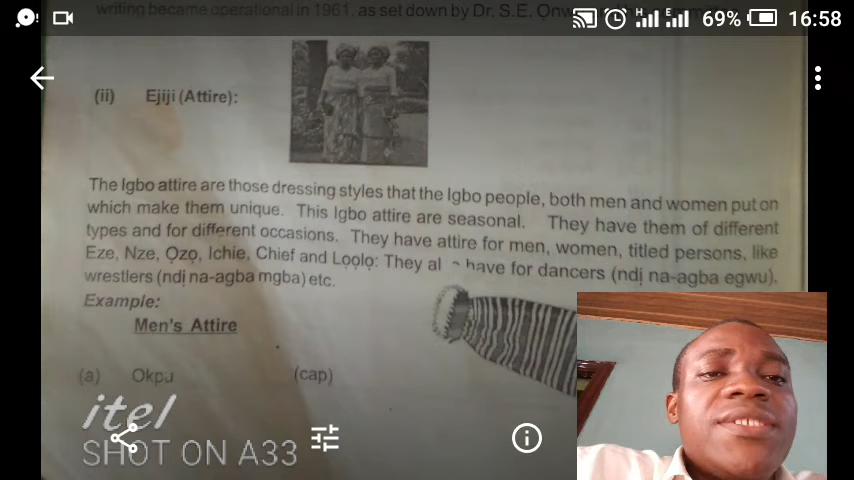 H E 69% 16:58
writing became operational in 1961, as set down by Dr. S.E.
(ii) Ejiji (Attire):
The Igbo attire are those dressing styles that the Igbo people, both men and women put on
which make them unique. This Igbo attire are seasonal. They have them of different
types and for different occasions. They have attire for men, women, titled persons, like
Eze, Nze, Ọzọ, Ichie, Chief and Lọọlọ: They have for dancers (ndị na-agba egwu).
wrestlers (ndị na-agba mgba) etc.
Example:
Men's Attire
(a) Okpu (cap)
itel
SHOT ON A33